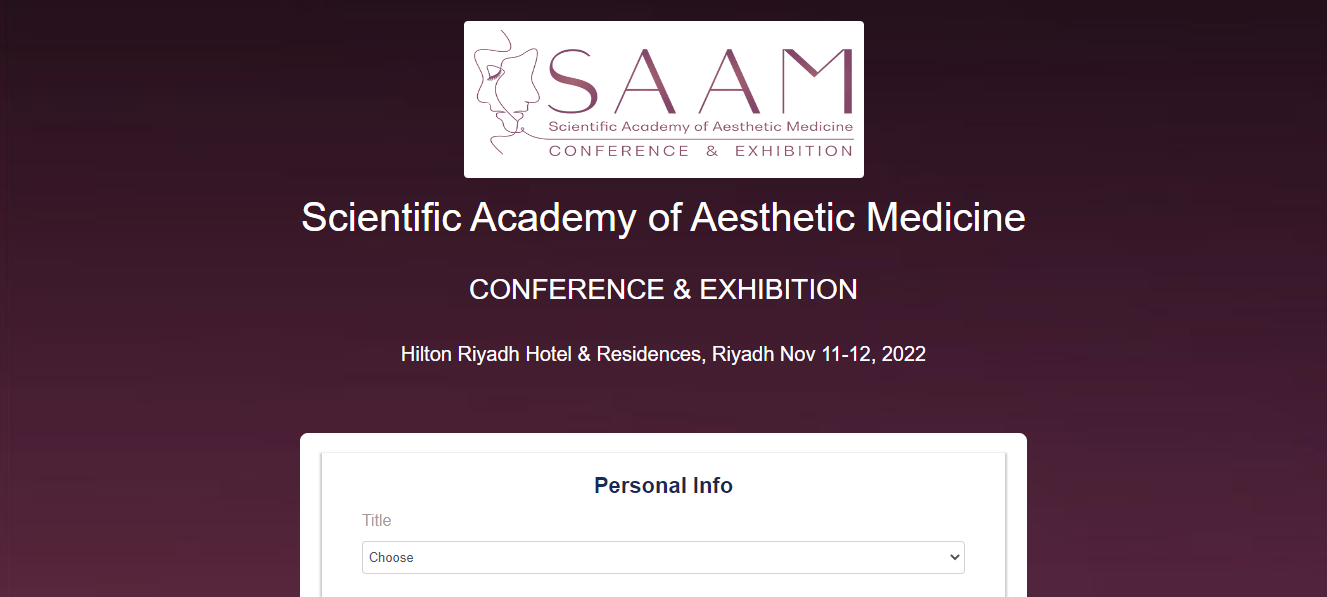 SAAM
Scientific Academy of Aesthetic Medicine
CONFERENCE & EXHIBITION
Scientific Academy of Aesthetic Medicine
CONFERENCE & EXHIBITION
Hilton Riyadh Hotel & Residences, Riyadh Nov 11-12, 2022
Personal Info
Title
Choose